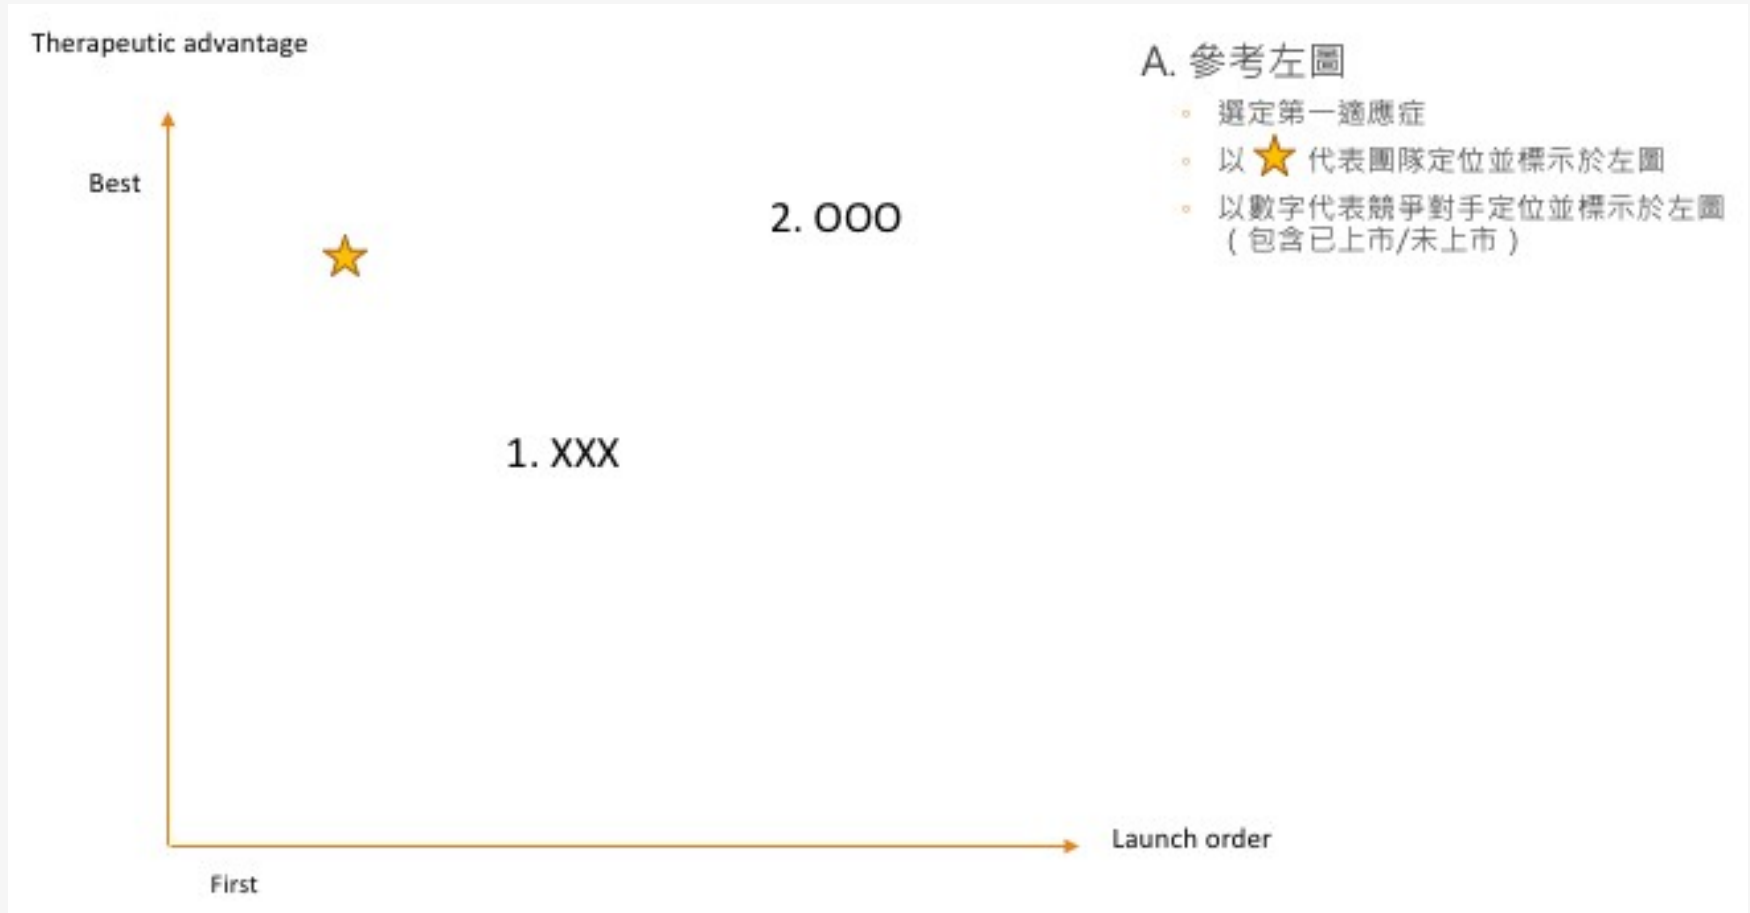 Therapeutic advantage
Best
2. OOO
1. XXX
Launch order
First
A. 參考左圖
◦ 選定第一適應症
◦ 以 代表團隊定位並標示於左圖
◦ 以數字代表競爭對手定位並標示於左圖
(包含已上市/未上市)